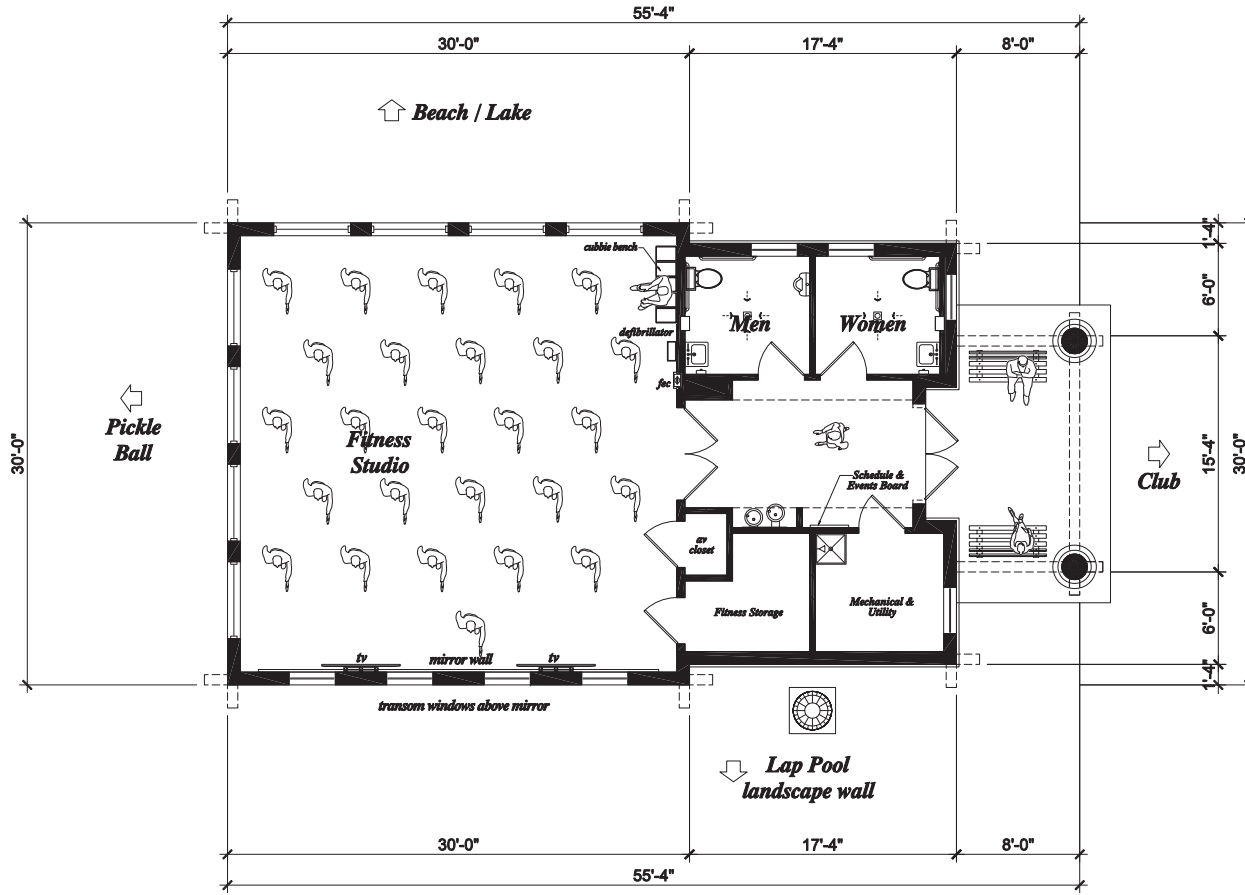 55'-4"
30'-0"
17'-4"
8'-0"
Beach / Lake
1'-4"
cubbie bench
6'-0"
defibrillator
Men
Women
fec
Pickle
Ball
30'-0"
Fitness
Studio
Schedule &
Events Board
Club
15'-4"
30'-0"
av
closet
Fitness Storage
Mechanical &
Utility
6'-0"
tv
mirror wall
tv
1'-4"
transom windows above mirror
Lap Pool
landscape wall
30'-0"
17'-4"
8'-0"
55'-4"